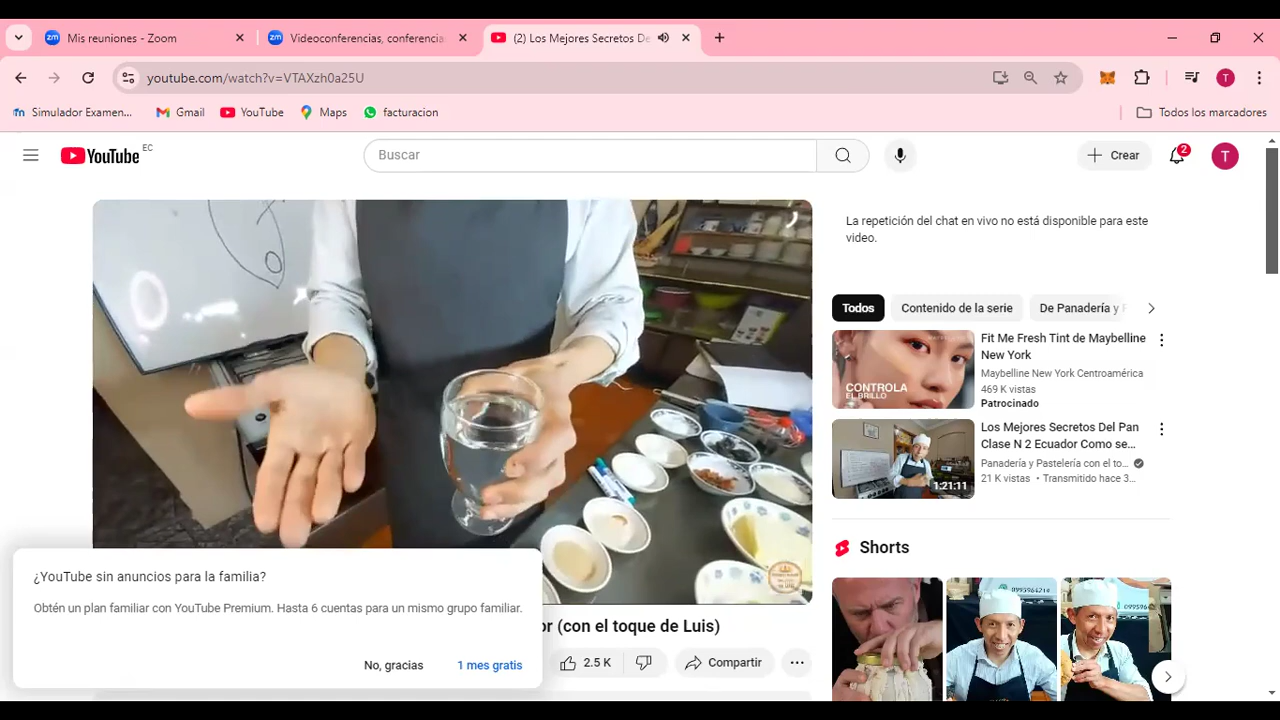 Mis reuniones - Zoom
Videoconferencias, conferencia
(2) Los Mejores Secretos De
youtube.com/watch?v=VTAXzh0a25U
Simulador Examen...
Gmail
YouTube
Maps
facturacion
Todos los marcadores
YouTube EC
Buscar
Crear
2
T
La repetición del chat en vivo no está disponible para este
video.
Todos
Contenido de la serie
De Panadería y
Fit Me Fresh Tint de Maybelline
New York
Maybelline New York Centroamérica
469 K vistas
Patrocinado
CONTROLA
EL BRILLO
Los Mejores Secretos Del Pan
Clase N 2 Ecuador Como se...
Panadería y Pastelería con el to...
21 K vistas • Transmitido hace 3...
1:21:11
Shorts
0995964214
¿YouTube sin anuncios para la familia?
Obtén un plan familiar con YouTube Premium. Hasta 6 cuentas para un mismo grupo familiar.
No, gracias
1 mes gratis
or (con el toque de Luis)
2.5 K
Compartir